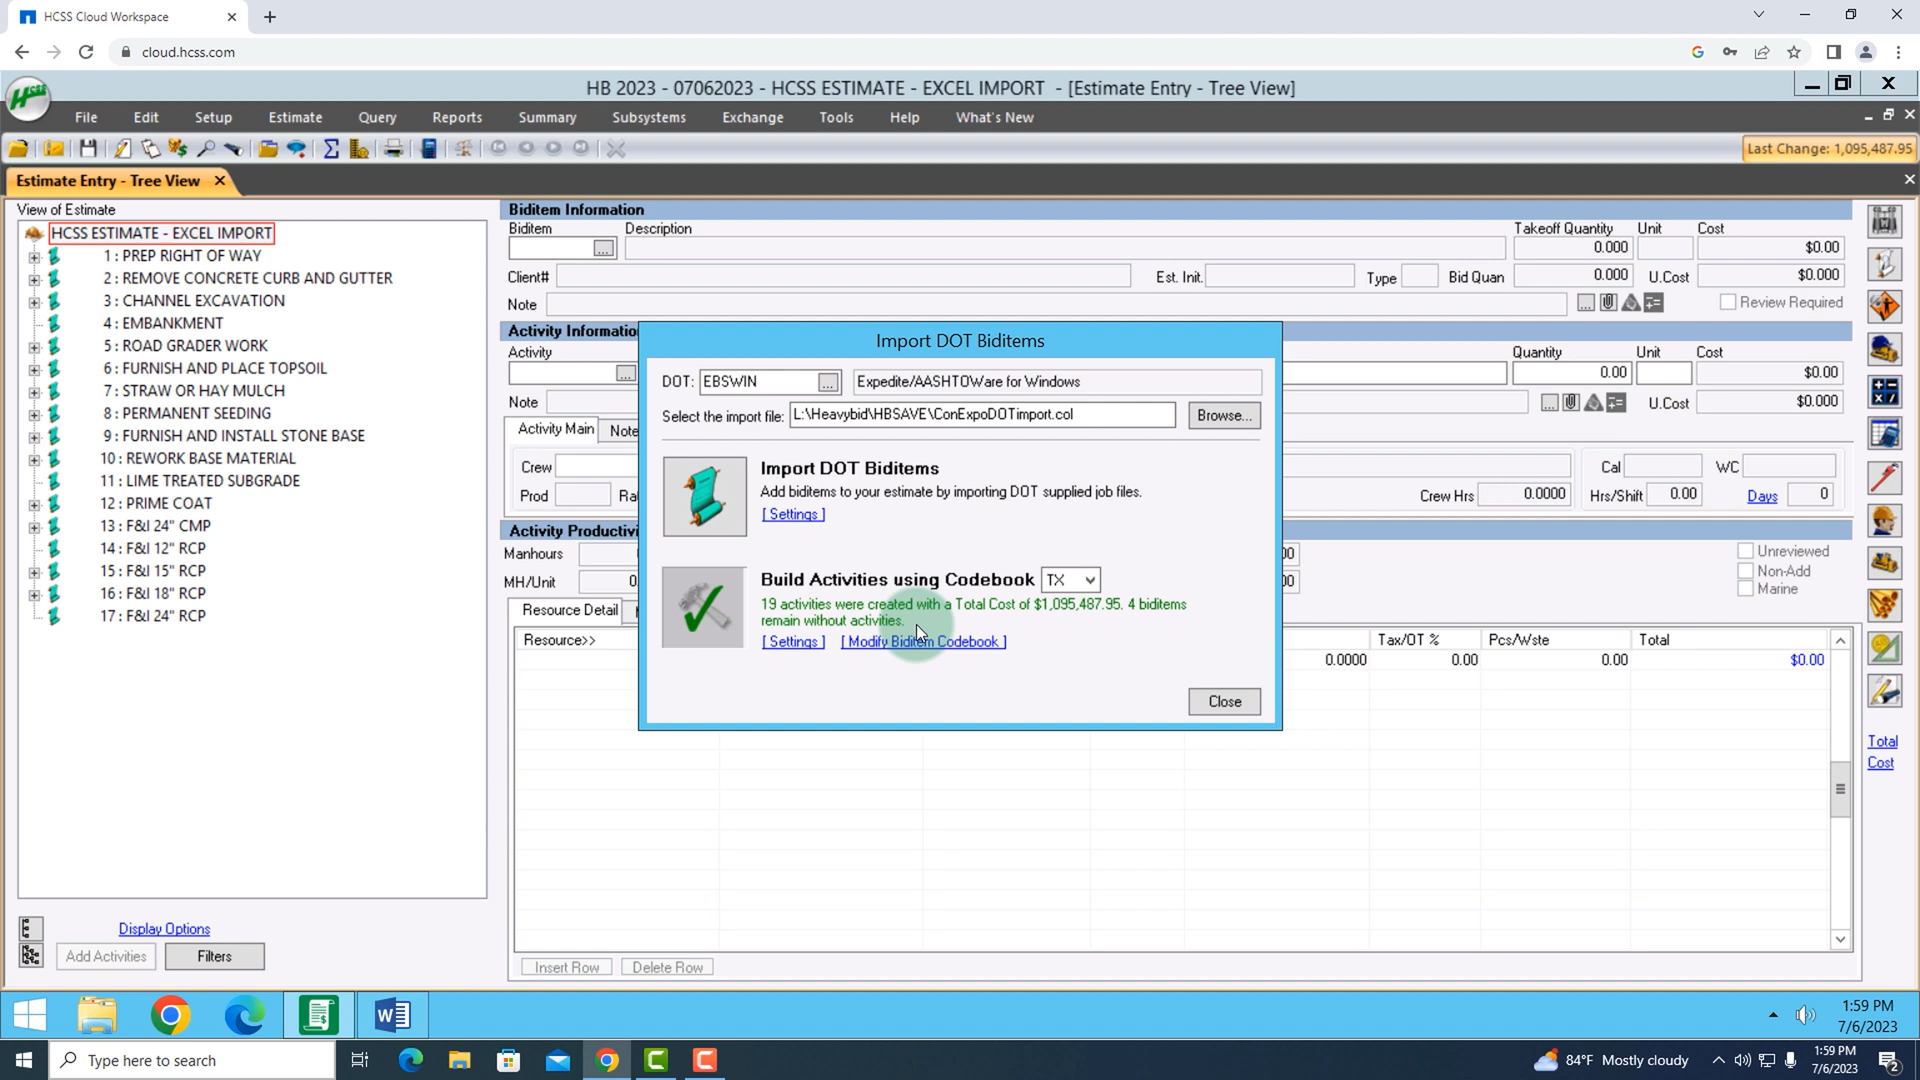 HCSS Cloud Workspace
cloud.hcss.com
HB 2023 - 07062023 - HCSS ESTIMATE - EXCEL IMPORT - [Estimate Entry - Tree View]
HCSS
File Edit Setup Estimate Query Reports Summary Subsystems Exchange Tools Help What's New
Last Change: 1,095,487.95
Estimate Entry - Tree View
View of Estimate
HCSS ESTIMATE - EXCEL IMPORT
1 : PREP RIGHT OF WAY
2 : REMOVE CONCRETE CURB AND GUTTER
3 : CHANNEL EXCAVATION
4 : EMBANKMENT
5 : ROAD GRADER WORK
6 : FURNISH AND PLACE TOPSOIL
7 : STRAW OR HAY MULCH
8 : PERMANENT SEEDING
9 : FURNISH AND INSTALL STONE BASE
10 : REWORK BASE MATERIAL
11 : LIME TREATED SUBGRADE
12 : PRIME COAT
13 : F&I 24" CMP
14 : F&I 12" RCP
15 : F&I 15" RCP
16 : F&I 18" RCP
17 : F&I 24" RCP
Display Options
Add Activities Filters
Biditem Information
Biditem Description Takeoff Quantity Unit Cost
... 0.000 $0.00
Client# Est. Init. Type Bid Quan 0.000 U.Cost $0.000
Note ... Review Required
Activity Information
Activity Quantity Unit Cost
... 0.00 $0.00
Note ... U.Cost $0.000
Activity Main Note
Crew Cal WC
Prod Crew Hrs 0.0000 Hrs/Shift 0.00 Days 0
Manhours
MH/Unit
Unreviewed
Non-Add
Marine
Resource Detail
Resource>> Tax/OT % Pcs/Wste Total
0.0000 0.00 0.00 $0.00
Insert Row Delete Row
Total
Cost
Import DOT Biditems
DOT: EBSWIN ... Expedite/AASHTOWare for Windows
Select the import file: L:\Heavybid\HBSAVE\ConExpoDOTimport.col Browse...
Import DOT Biditems
Add biditems to your estimate by importing DOT supplied job files.
[ Settings ]
Build Activities using Codebook TX
19 activities were created with a Total Cost of $1,095,487.95. 4 biditems
remain without activities.
[ Settings ] [ Modify Biditem Codebook ]
Close
1:59 PM
7/6/2023
Type here to search
84°F Mostly cloudy
1:59 PM
7/6/2023
2